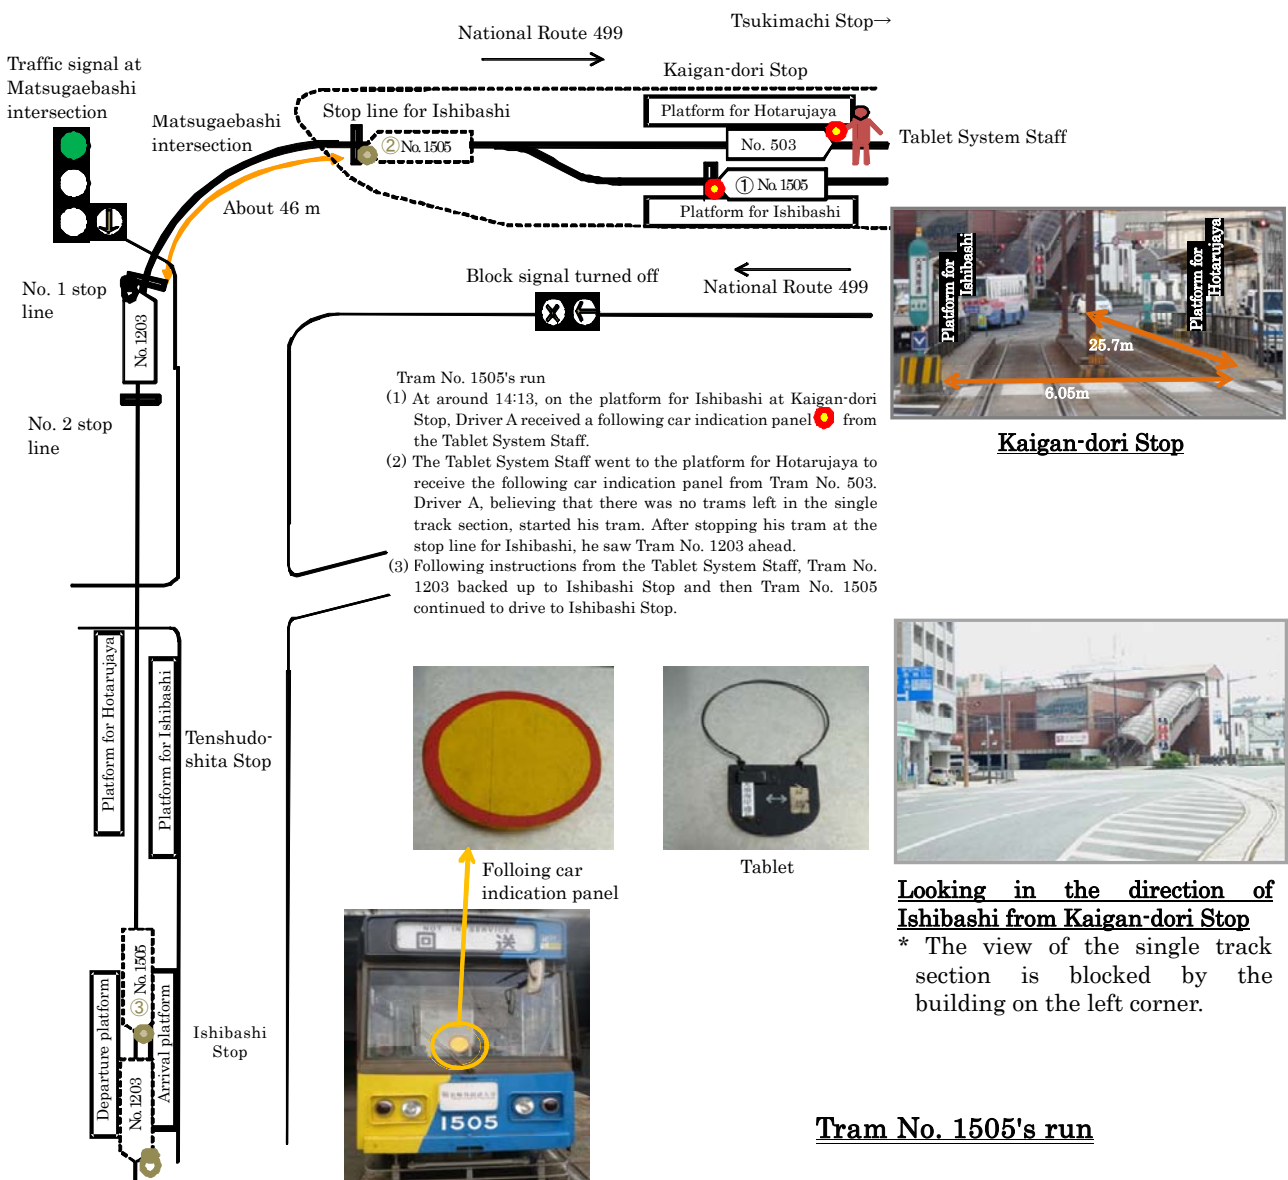 Tsukimachi Stop→
National Route 499
Traffic signal at
Matsugaebashi
intersection
Kaigan-dori Stop
Matsugaebashi
intersection
Stop line for Ishibashi
Platform for Hotarujaya
②No. 1505
No. 503
Tablet System Staff
①No. 1505
Platform for Ishibashi
About 46 m
Block signal turned off
National Route 499
No. 1 stop
line
No. 1203
No. 2 stop
line
Platform for
Ishibashi
Platform for
Hotarujaya
25.7m
6.05m
Kaigan-dori Stop
Tram No. 1505's run
(1) At around 14:13, on the platform for Ishibashi at Kaigan-dori
Stop, Driver A received a following car indication panel from
the Tablet System Staff.
(2) The Tablet System Staff went to the platform for Hotarujaya to
receive the following car indication panel from Tram No. 503.
Driver A, believing that there was no trams left in the single
track section, started his tram. After stopping his tram at the
stop line for Ishibashi, he saw Tram No. 1203 ahead.
(3) Following instructions from the Tablet System Staff, Tram No.
1203 backed up to Ishibashi Stop and then Tram No. 1505
continued to drive to Ishibashi Stop.
Platform for Hotarujaya
Platform for Ishibashi
Tenshudo-
shita Stop
Folloing car
indication panel
Tablet
Looking in the direction of
Ishibashi from Kaigan-dori Stop
* The view of the single track
section is blocked by the
building on the left corner.
③No. 1505
Departure platform
Arrival platform
No. 1203
Ishibashi
Stop
NOT IN SERVICE
回送
1505
Tram No. 1505's run